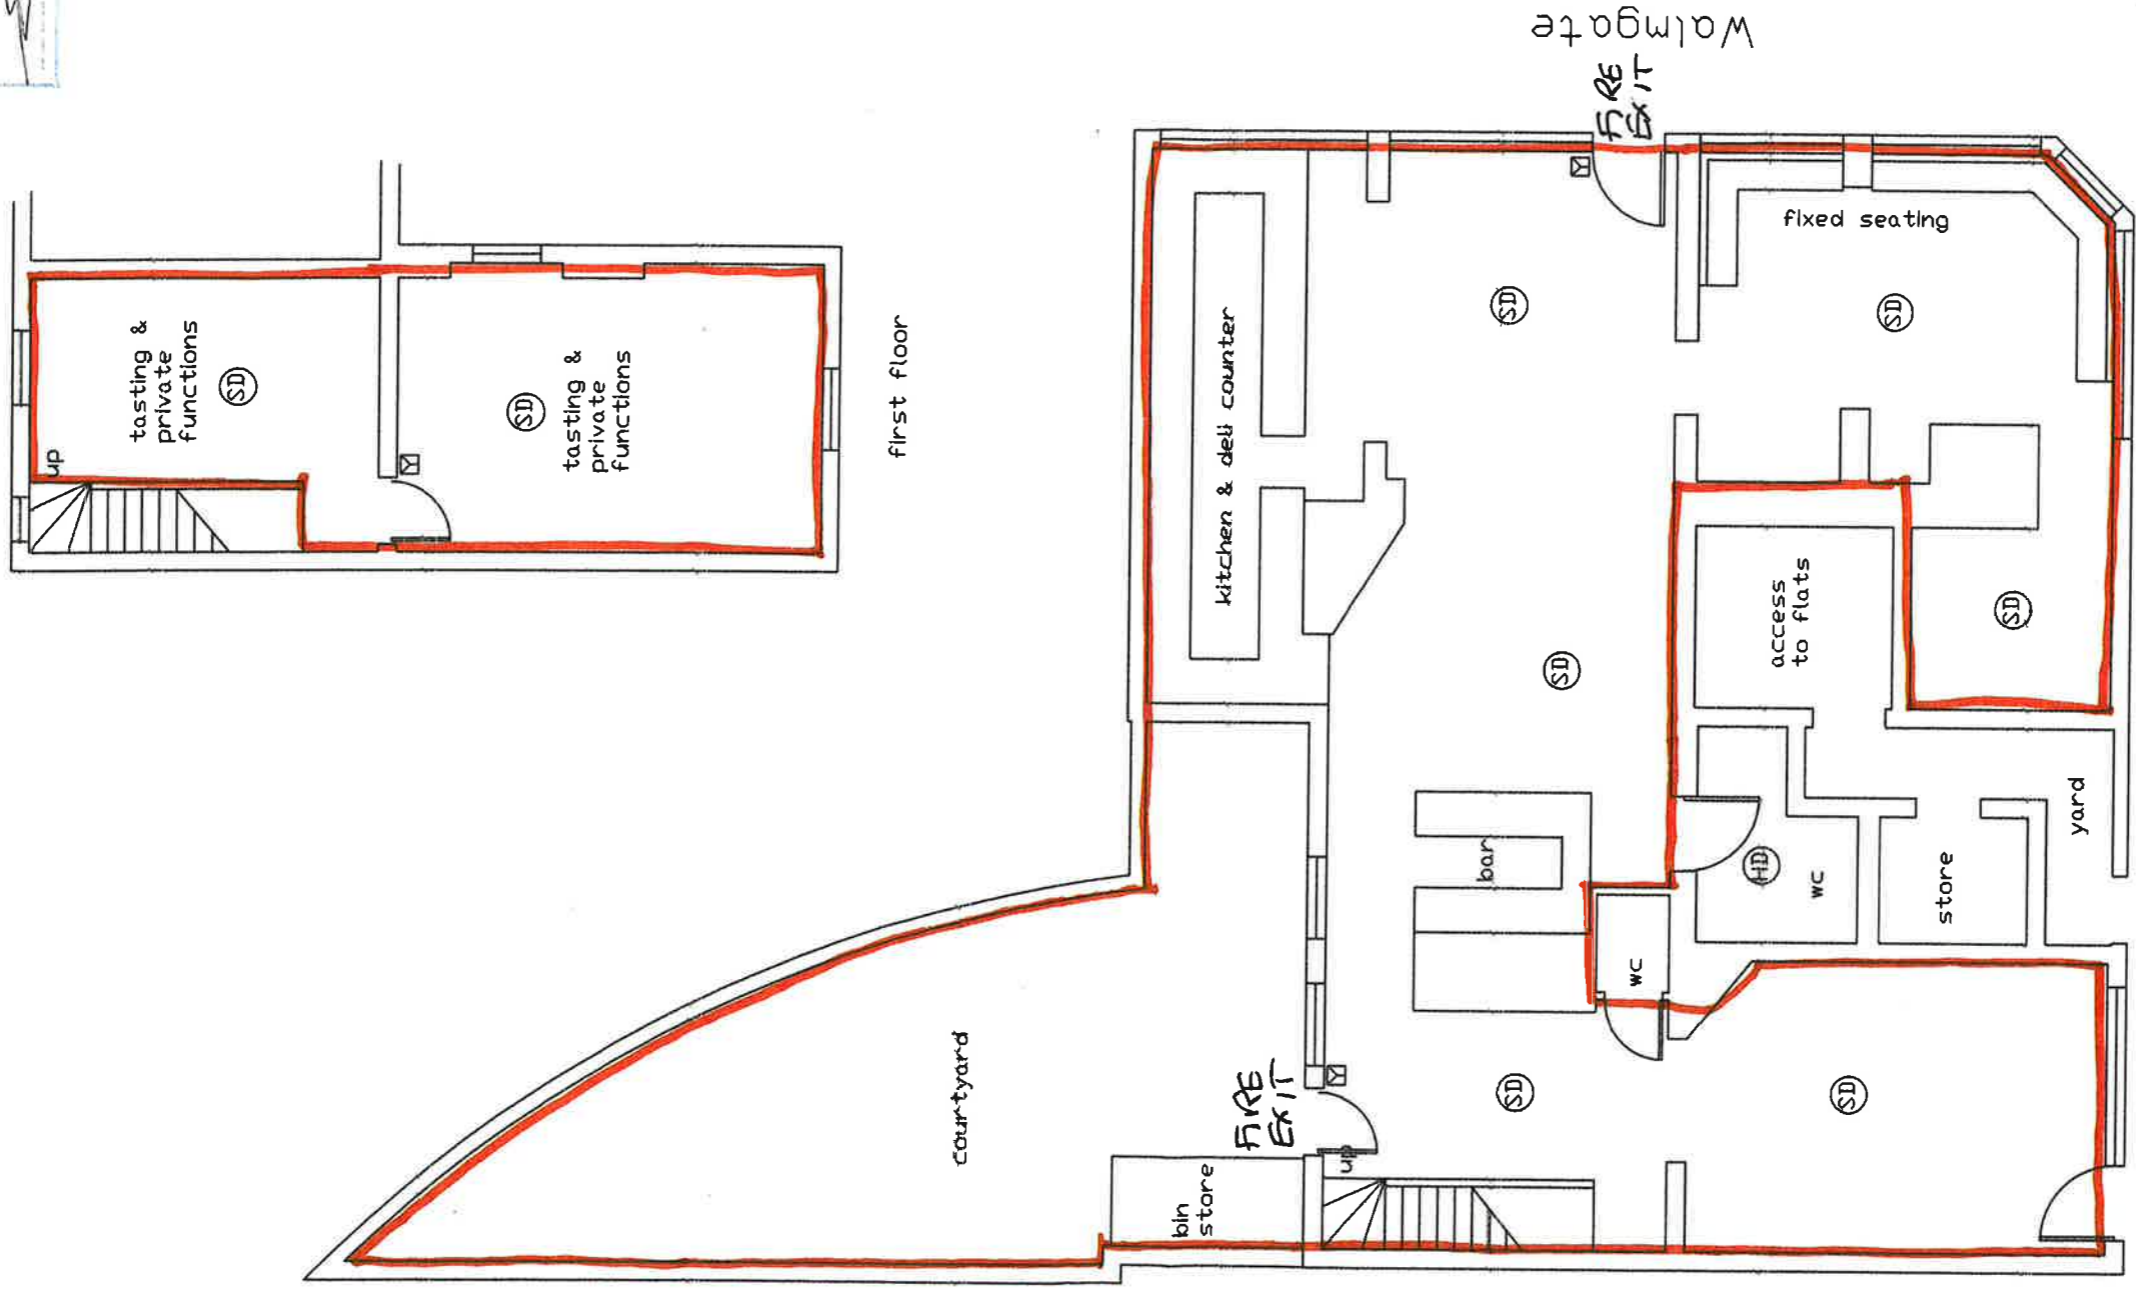 Walmgate
FIRE
EXIT
up
tasting &
private
functions
SD
SD
tasting &
private
functions
first floor
kitchen & deli counter
SD
fixed seating
SD
SD
access
to flats
SD
bar
HD
wc
wc
store
yard
courtyard
FIRE
EXIT
up
bin
store
SD
SD